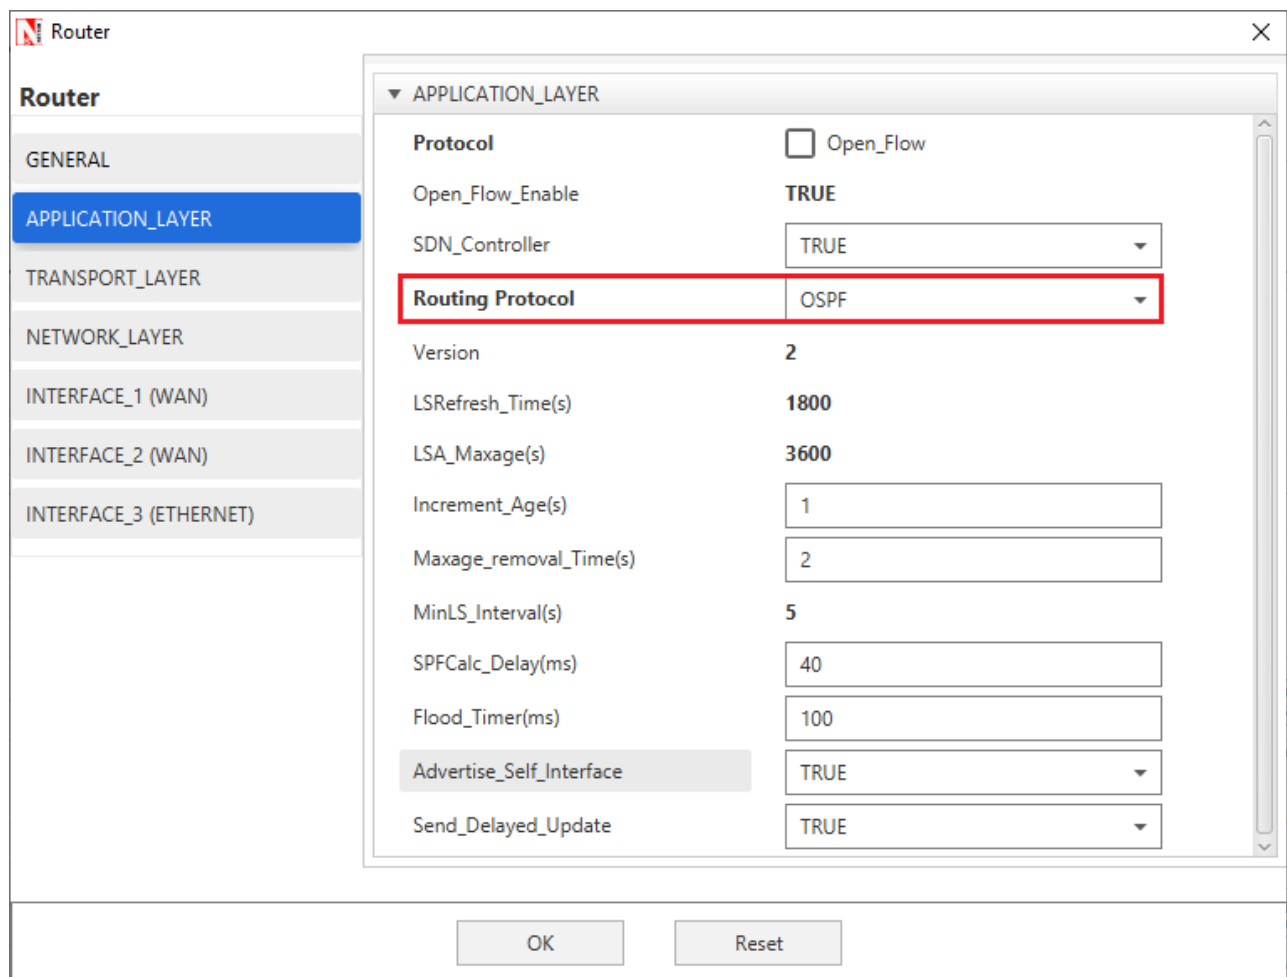 Router
Router
GENERAL
APPLICATION_LAYER
TRANSPORT_LAYER
NETWORK_LAYER
INTERFACE_1 (WAN)
INTERFACE_2 (WAN)
INTERFACE_3 (ETHERNET)
APPLICATION_LAYER
Protocol Open_Flow
Open_Flow_Enable TRUE
SDN_Controller TRUE
Routing Protocol OSPF
Version 2
LSRefresh_Time(s) 1800
LSA_Maxage(s) 3600
Increment_Age(s) 1
Maxage_removal_Time(s) 2
MinLS_Interval(s) 5
SPFCalc_Delay(ms) 40
Flood_Timer(ms) 100
Advertise_Self_Interface TRUE
Send_Delayed_Update TRUE
OK Reset